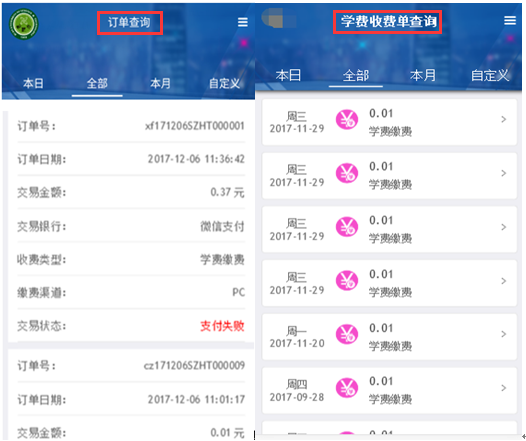 订单查询
本日 全部 本月 自定义
订单号: xf171206SZHT000001
订单日期: 2017-12-06 11:36:42
交易金额: 0.37 元
交易银行: 微信支付
收费类型: 学费缴费
缴费渠道: PC
交易状态: 支付失败
订单号: cz171206SZHT000009
订单日期: 2017-12-06 11:01:17
交易金额: 0.01 元
学费收费单查询
本日 全部 本月 自定义
周三 0.01
2017-11-29 学费缴费
周三 0.01
2017-11-29 学费缴费
周三 0.01
2017-11-29 学费缴费
周三 0.01
2017-11-29 学费缴费
周一 0.01
2017-11-20 学费缴费
周四 0.01
2017-09-28 学费缴费